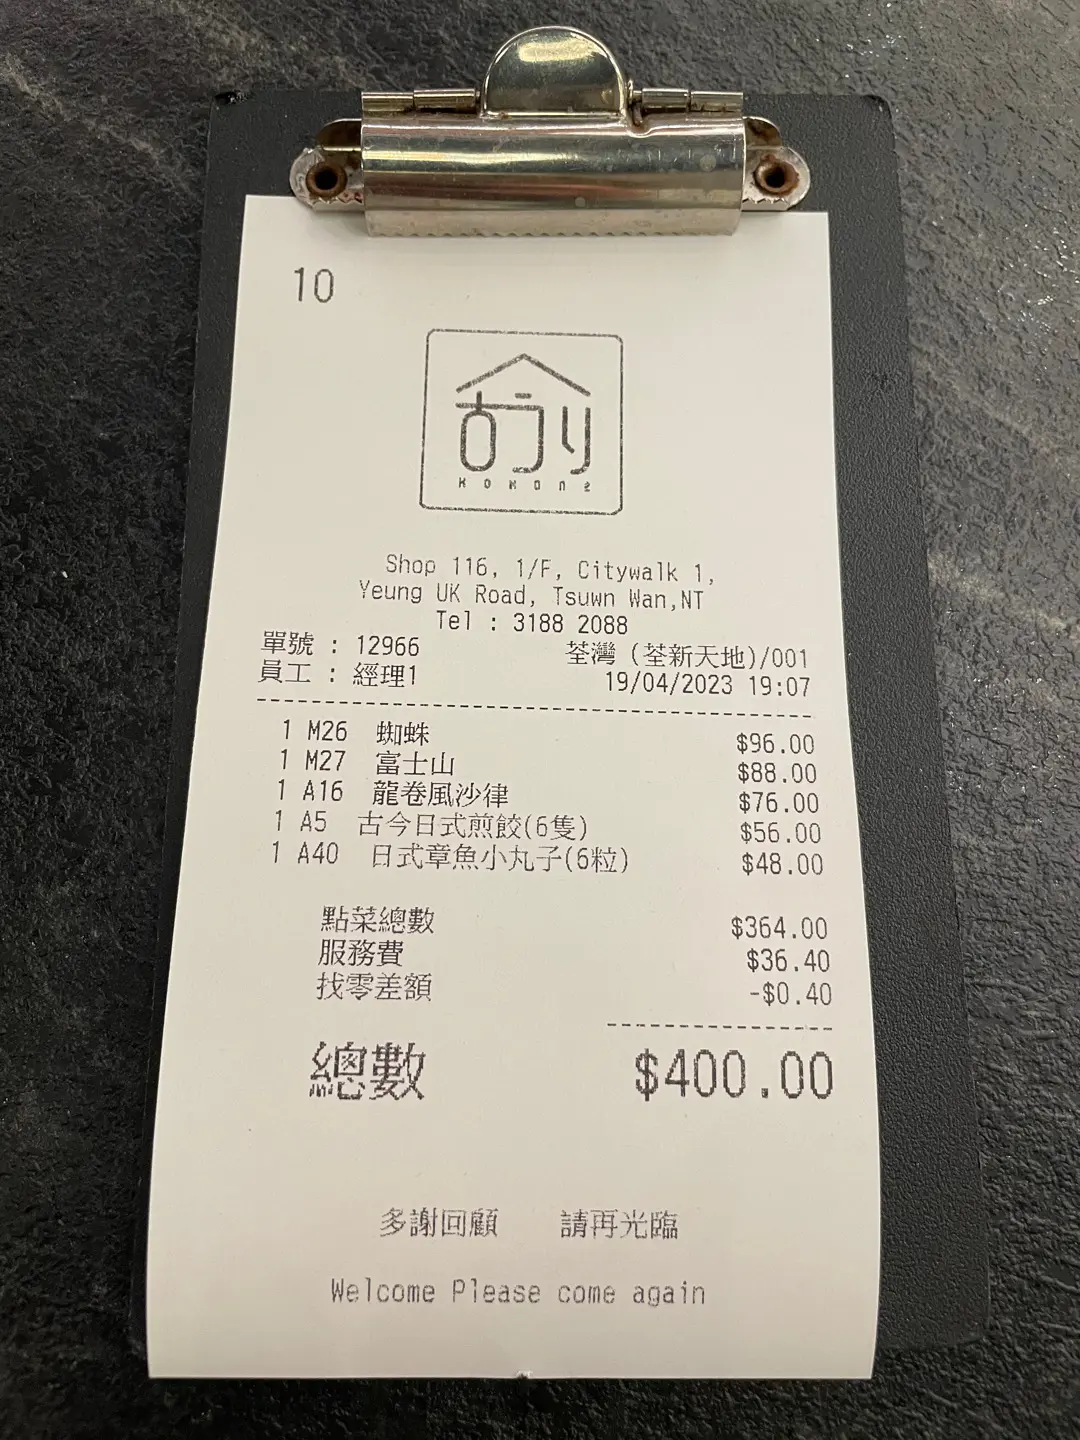 10
KOKONE
Shop 116, 1/F, Citywalk 1,
Yeung UK Road, Tsuwn Wan,NT
Tel : 3188 2088
單號 : 12966 荃灣 (荃新天地)/001
員工 : 經理1 19/04/2023 19:07
1 M26 蜘蛛 $96.00
1 M27 富士山 $88.00
1 A16 龍卷風沙律 $76.00
1 A5 古今日式煎餃(6隻) $56.00
1 A40 日式章魚小丸子(6粒) $48.00
點菜總數 $364.00
服務費 $36.40
找零差額 -$0.40
總數 $400.00
多謝回顧 請再光臨
Welcome Please come again